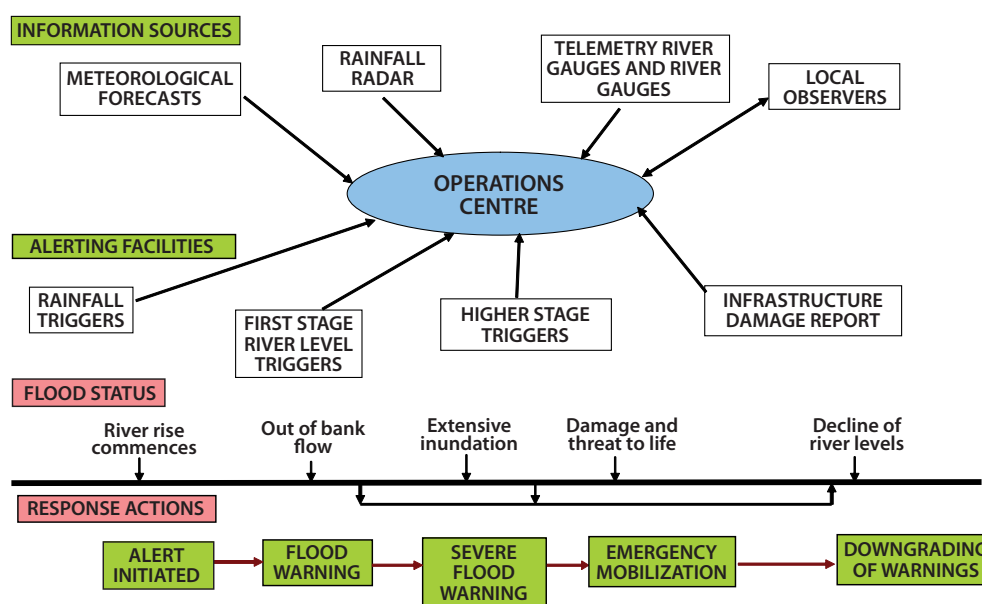 INFORMATION SOURCES
METEOROLOGICAL
FORECASTS
RAINFALL
RADAR
TELEMETRY RIVER
GAUGES AND RIVER
GAUGES
LOCAL
OBSERVERS
OPERATIONS
CENTRE
ALERTING FACILITIES
RAINFALL
TRIGGERS
FIRST STAGE
RIVER LEVEL
TRIGGERS
HIGHER STAGE
TRIGGERS
INFRASTRUCTURE
DAMAGE REPORT
FLOOD STATUS
River rise
commences
Out of bank
flow
Extensive
inundation
Damage and
threat to life
Decline of
river levels
RESPONSE ACTIONS
ALERT
INITIATED
FLOOD
WARNING
SEVERE
FLOOD
WARNING
EMERGENCY
MOBILIZATION
DOWNGRADING
OF WARNINGS